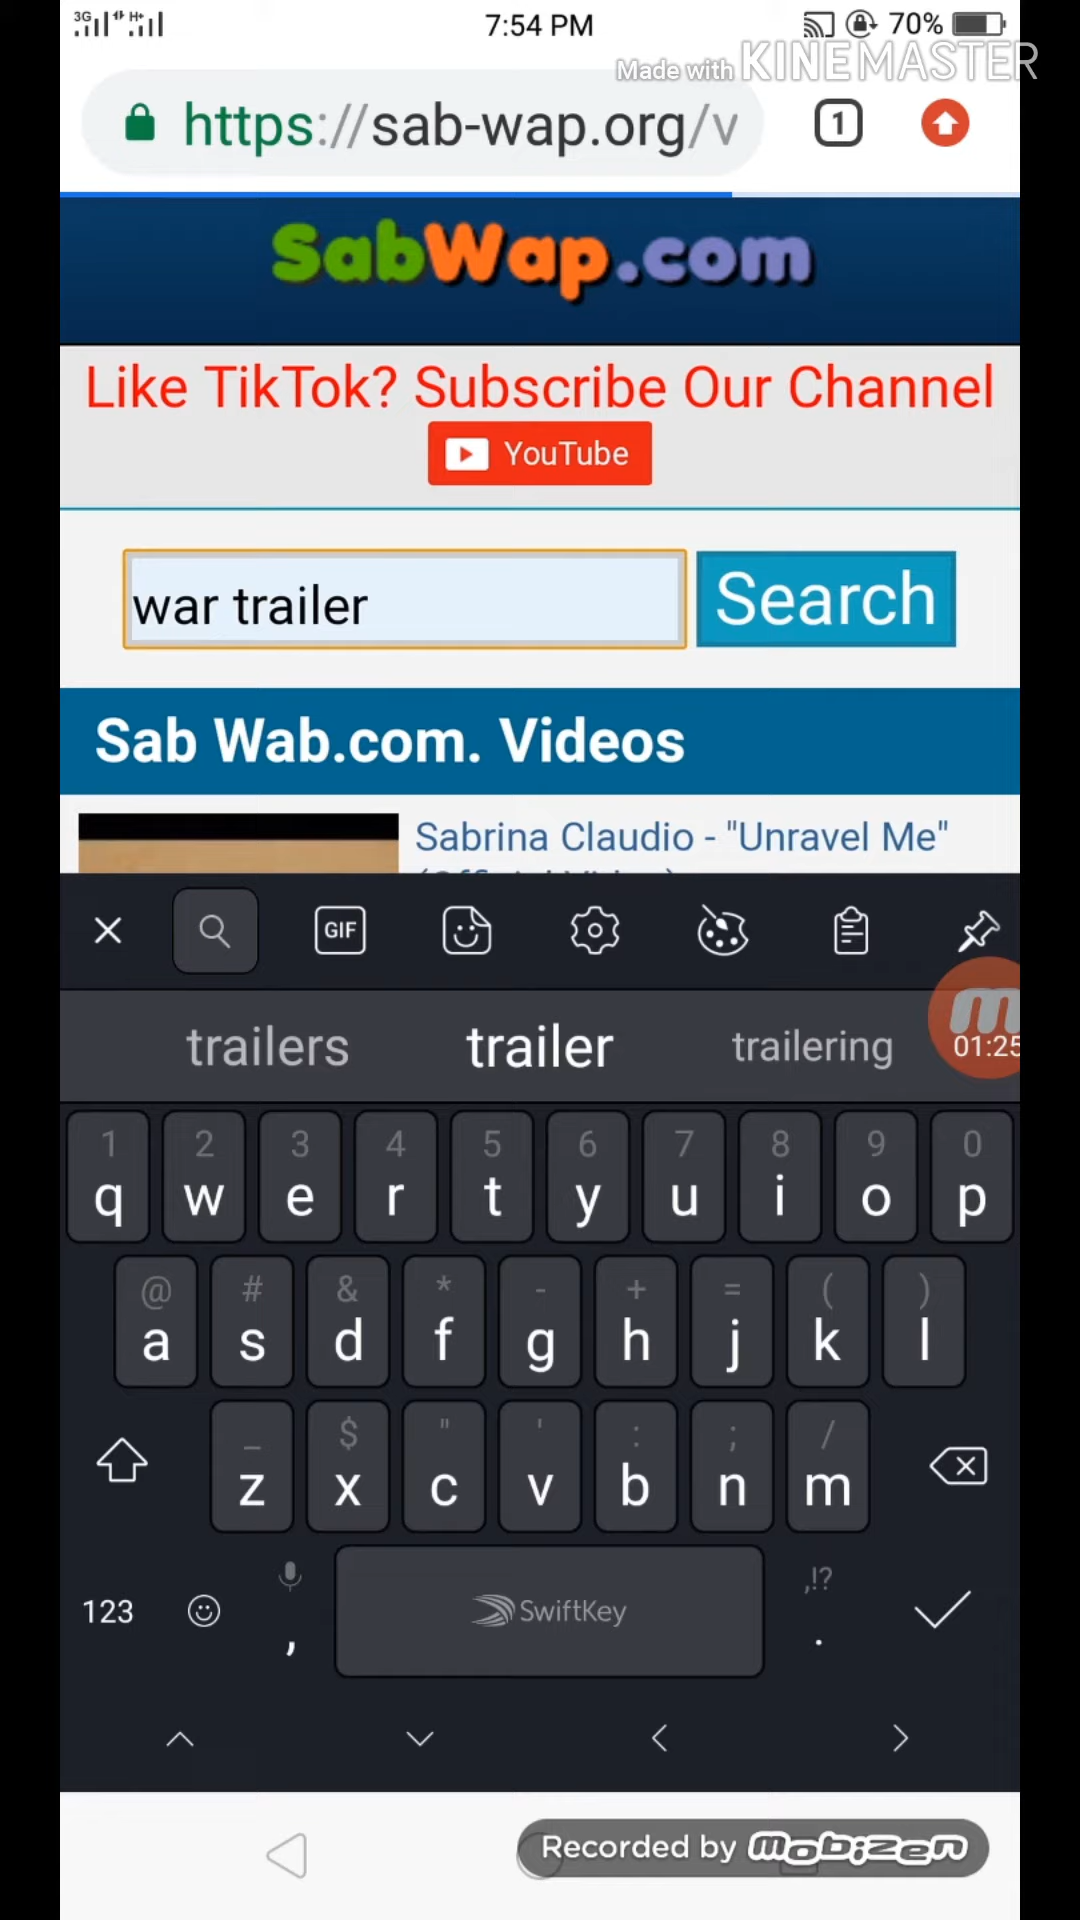 3G H+ 7:54 PM 70%
Made with KINEMASTER
https://sab-wap.org/v 1
SabWap.com
Like TikTok? Subscribe Our Channel
YouTube
war trailer Search
Sab Wab.com. Videos
Sabrina Claudio - "Unravel Me"
GIF
trailers trailer trailering
01:25
1 2 3 4 5 6 7 8 9 0
q w e r t y u i o p
@ # & * - + = ( )
a s d f g h j k l
_ $ " ' : ; /
z x c v b n m
,!?
123 , SwiftKey .
Recorded by mobizen